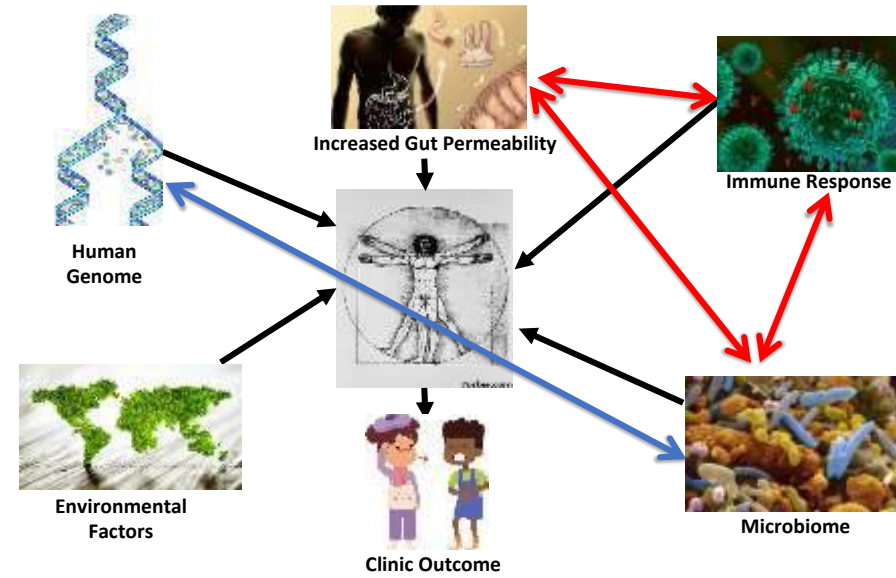 Increased Gut Permeability
Immune Response
Human
Genome
Environmental
Factors
Microbiome
Clinic Outcome